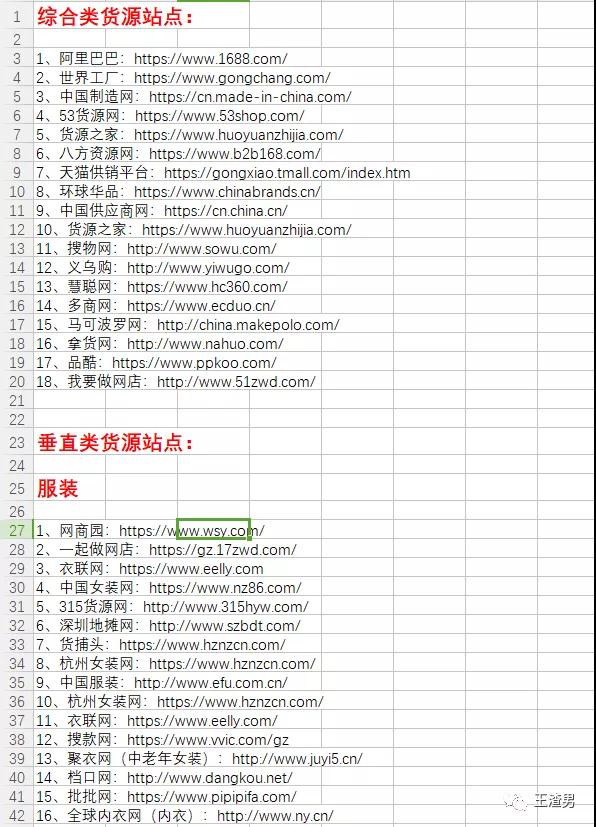 1 综合类货源站点：
2
3 1、阿里巴巴：https://www.1688.com/
4 2、世界工厂：https://www.gongchang.com/
5 3、中国制造网：https://cn.made-in-china.com/
6 4、53货源网：https://www.53shop.com/
7 5、货源之家：https://www.huoyuanzhijia.com/
8 6、八方资源网：https://www.b2b168.com/
9 7、天猫供销平台：https://gongxiao.tmall.com/index.htm
10 8、环球华品：https://www.chinabrands.cn/
11 9、中国供应商网：https://cn.china.cn/
12 10、货源之家：https://www.huoyuanzhijia.com/
13 11、搜物网：http://www.sowu.com/
14 12、义乌购：http://www.yiwugo.com/
15 13、慧聪网：https://www.hc360.com/
16 14、多商网：https://www.ecduo.cn/
17 15、马可波罗网：http://china.makepolo.com/
18 16、拿货网：http://www.nahuo.com/
19 17、品酷：https://www.ppkoo.com/
20 18、我要做网店：http://www.51zwd.com/
21
22
23 垂直类货源站点：
24
25 服装
26
27 1、网商园：https://www.wsy.com/
28 2、一起做网店：https://gz.17zwd.com/
29 3、衣联网：https://www.eelly.com
30 4、中国女装网：https://www.nz86.com/
31 5、315货源网：http://www.315hyw.com/
32 6、深圳地摊网：http://www.szbdt.com/
33 7、货捕头：https://www.hznzcn.com/
34 8、杭州女装网：https://www.hznzcn.com/
35 9、中国服装：http://www.efu.com.cn/
36 10、杭州女装网：https://www.hznzcn.com/
37 11、衣联网：https://www.eelly.com/
38 12、搜款网：https://www.vvic.com/gz
39 13、聚衣网（中老年女装）：http://www.juyi5.cn/
40 14、档口网：http://www.dangkou.net/
41 15、批批网：https://www.pipipifa.com/
42 16、全球内衣网（内衣）：http://www.ny.cn/
王渣男